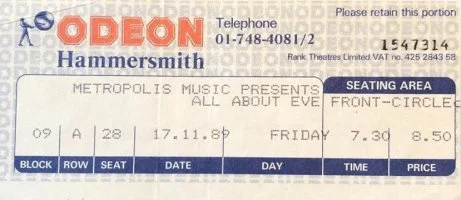 Please retain this portion
ODEON
Telephone
01-748-4081/2
1547314
Hammersmith
Rank Theatres Limited VAT no. 425 2843 58
METROPOLIS MUSIC PRESENTS
SEATING AREA
ALL ABOUT EVE FRONT-CIRCLE
09 A 28 17.11.89 FRIDAY 7.30 8.50
BLOCK ROW SEAT DATE DAY TIME PRICE